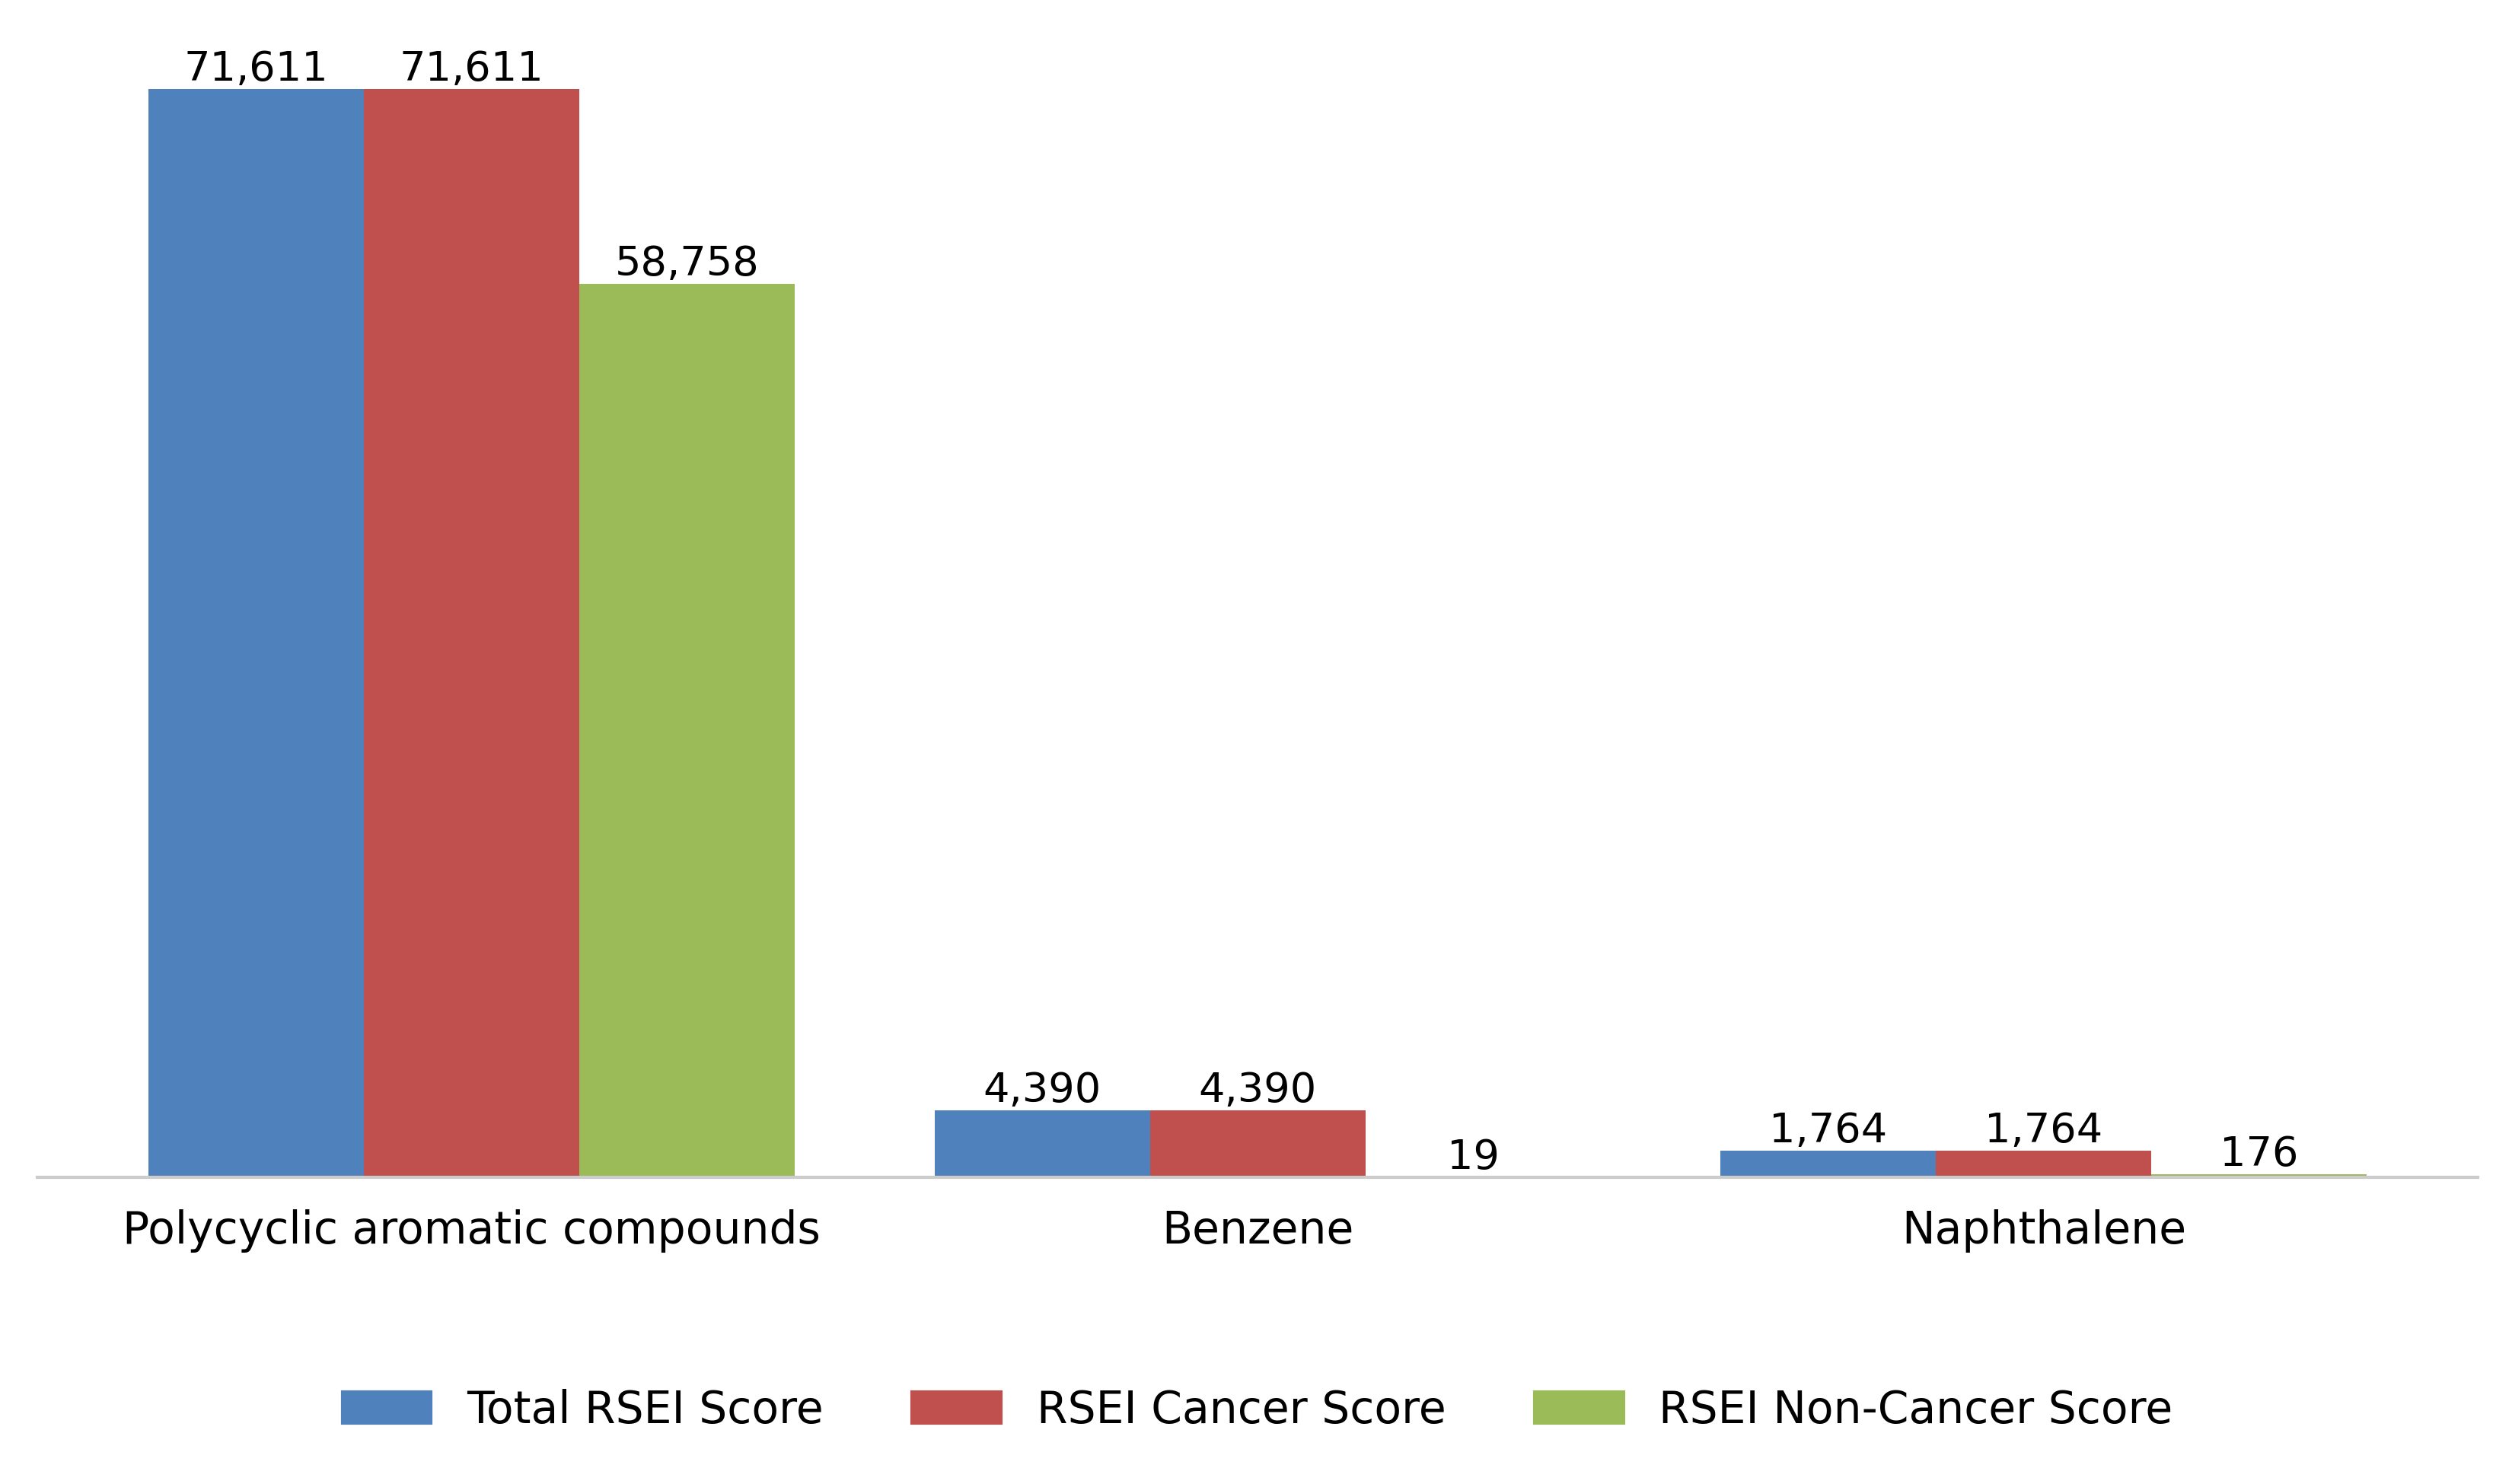 71,611
71,611
58,758
4,390
4,390
19
1,764
1,764
176
Polycyclic aromatic compounds
Benzene
Naphthalene
Total RSEI Score
RSEI Cancer Score
RSEI Non-Cancer Score